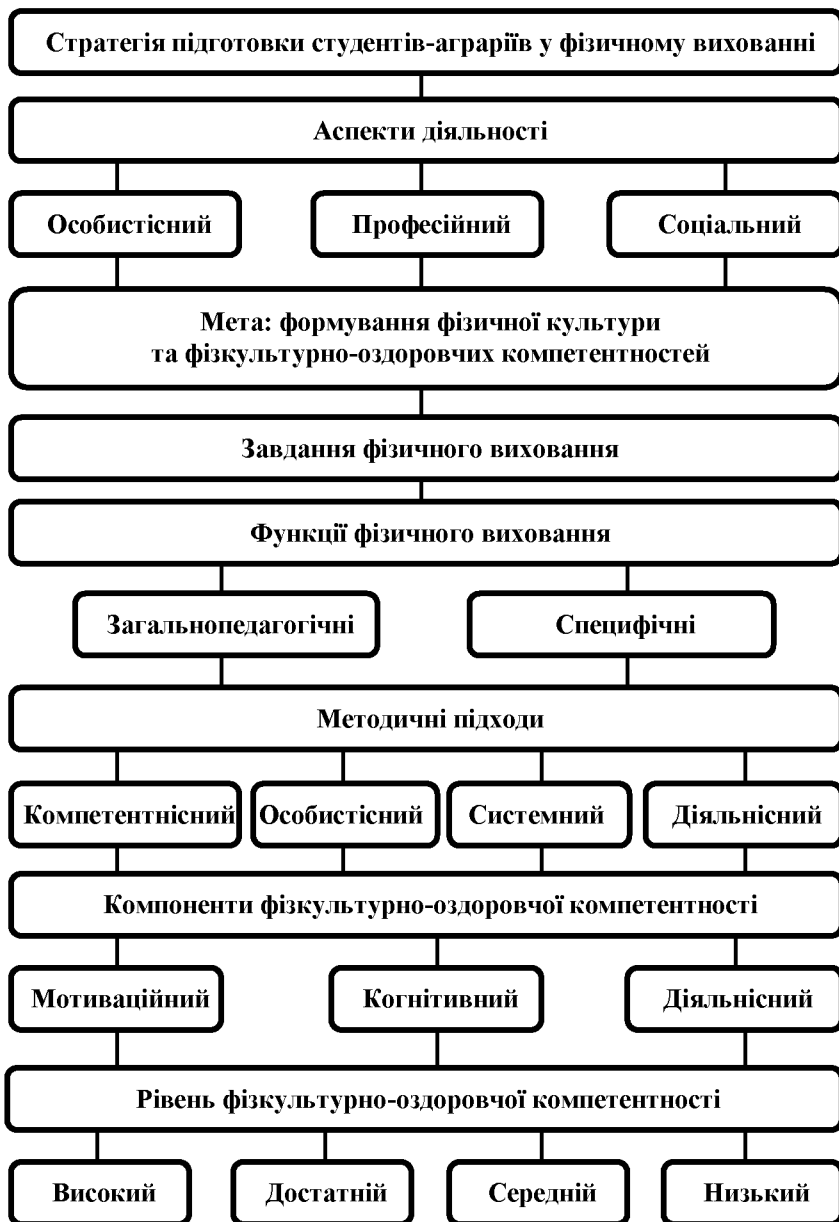 Стратегія підготовки студентів-аграріїв у фізичному вихованні
Аспекти діяльності
Особистісний
Професійний
Соціальний
Мета: формування фізичної культури
та фізкультурно-оздоровчих компетентностей
Завдання фізичного виховання
Функції фізичного виховання
Загальнопедагогічні
Специфічні
Методичні підходи
Компетентнісний
Особистісний
Системний
Діяльнісний
Компоненти фізкультурно-оздоровчої компетентності
Мотиваційний
Когнітивний
Діяльнісний
Рівень фізкультурно-оздоровчої компетентності
Високий
Достатній
Середній
Низький